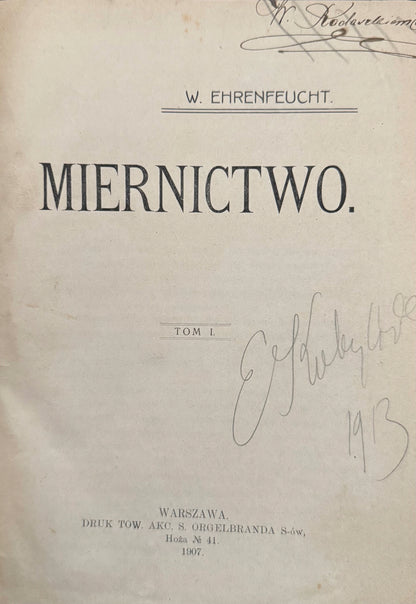 W.
W. EHRENFEUCHT.
MIERNICTWO.
TOM I.
1913
WARSZAWA.
DRUK TOW. AKC. S. ORGELBRANDA S-ów,
Hoża № 41.
1907.